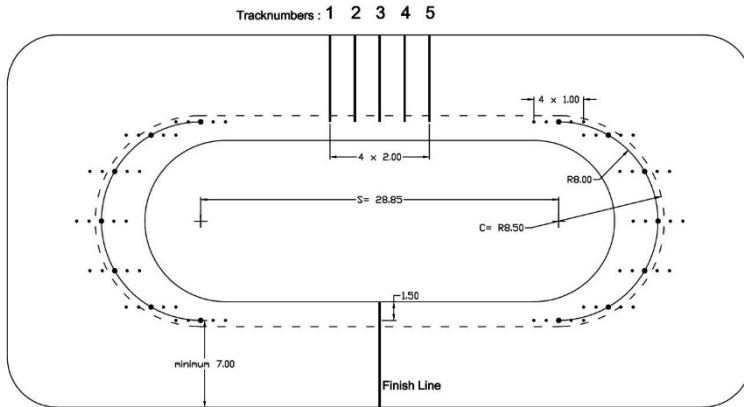 Tracknumbers : 1 2 3 4 5
4 x 1.00
4 x 2.00
R8.00
S= 28.85
C= R8.50
1.50
minimum 7.00
Finish Line